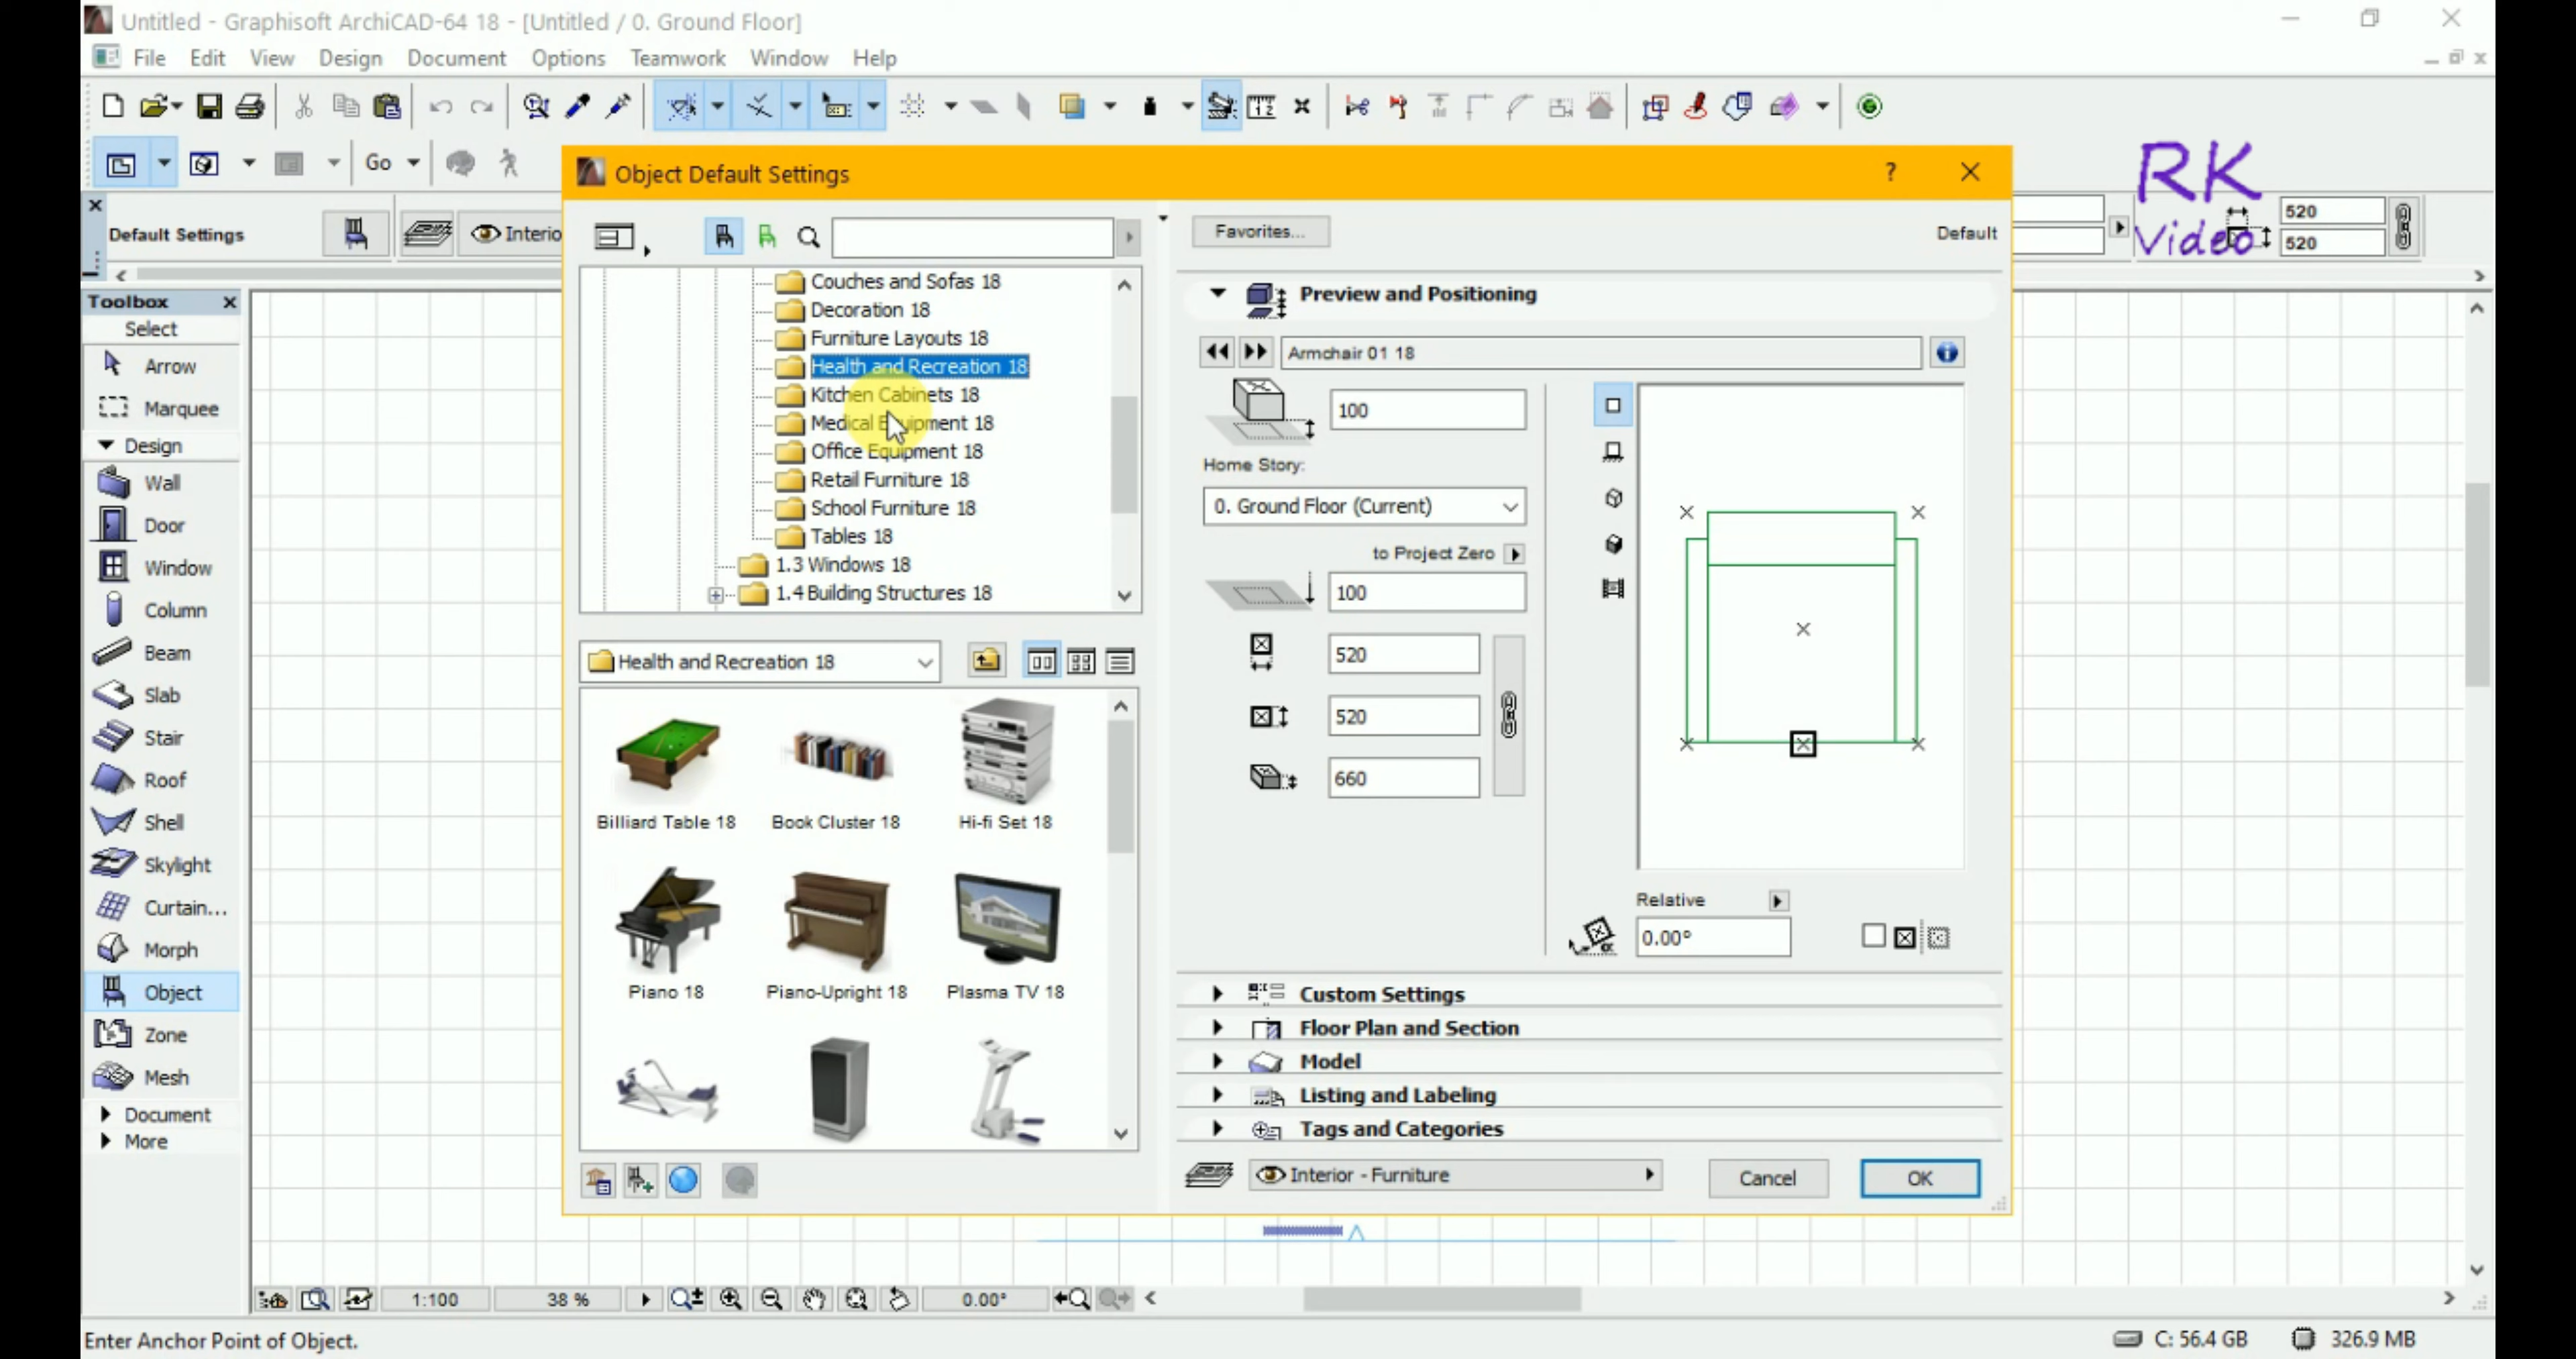 Untitled - Graphisoft ArchiCAD-64 18 - [Untitled / 0. Ground Floor]
File Edit View Design Document Options Teamwork Window Help
Go
RK
Video
Default Settings
Interio
520
520
Toolbox
Select
Arrow
Marquee
Design
Wall
Door
Window
Column
Beam
Slab
Stair
Roof
Shell
Skylight
Curtain...
Morph
Object
Zone
Mesh
Document
More
Object Default Settings
?
Couches and Sofas 18
Decoration 18
Furniture Layouts 18
Health and Recreation 18
Kitchen Cabinets 18
Medical Equipment 18
Office Equipment 18
Retail Furniture 18
School Furniture 18
Tables 18
1.3 Windows 18
1.4 Building Structures 18
Health and Recreation 18
Billiard Table 18 Book Cluster 18 Hi-fi Set 18
Piano 18 Piano-Upright 18 Plasma TV 18
Favorites...
Default
Preview and Positioning
Armchair 01 18
100
Home Story:
0. Ground Floor (Current)
to Project Zero
100
520
520
660
Relative
0.00°
Custom Settings
Floor Plan and Section
Model
Listing and Labeling
Tags and Categories
Interior - Furniture
Cancel OK
1:100 38 % 0.00°
Enter Anchor Point of Object.
C: 56.4 GB 326.9 MB